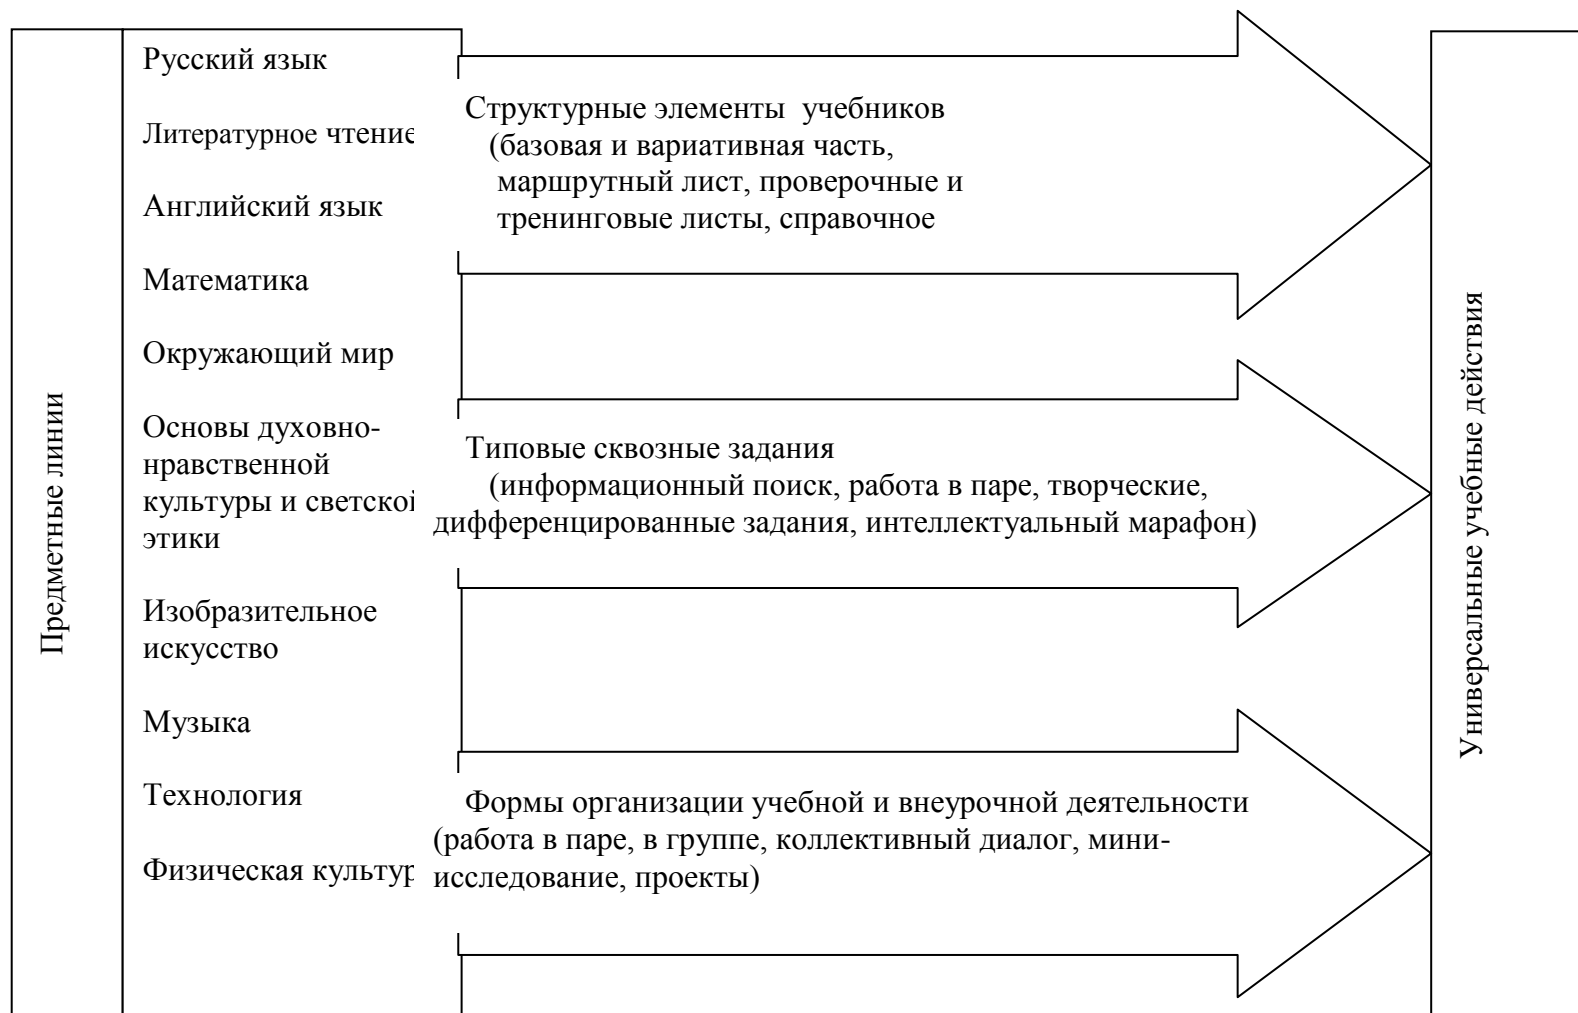 Предметные линии
Русский язык
Литературное чтение
Английский язык
Математика
Окружающий мир
Основы духовно-
нравственной
культуры и светской
этики
Изобразительное
искусство
Музыка
Технология
Физическая культур
Структурные элементы учебников
(базовая и вариативная часть,
маршрутный лист, проверочные и
тренинговые листы, справочное
Типовые сквозные задания
(информационный поиск, работа в паре, творческие,
дифференцированные задания, интеллектуальный марафон)
Формы организации учебной и внеурочной деятельности
(работа в паре, в группе, коллективный диалог, мини-
исследование, проекты)
Универсальные учебные действия